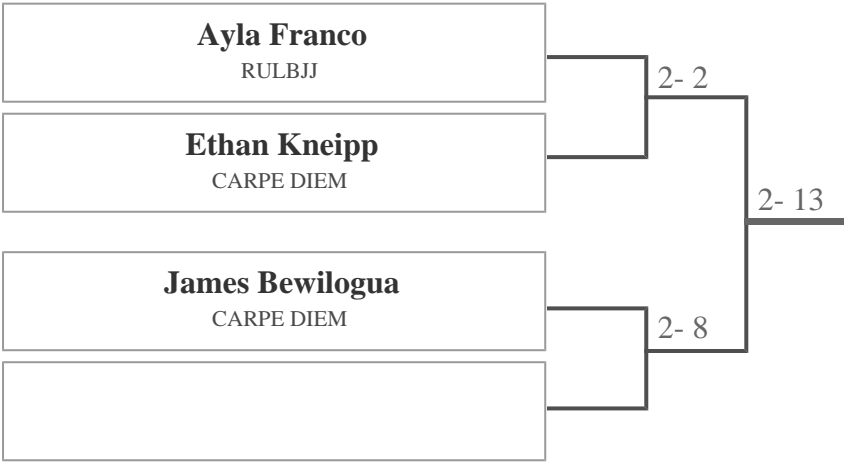 Ayla Franco
RULBJJ
2- 2
Ethan Kneipp
CARPE DIEM
2- 13
James Bewilogua
CARPE DIEM
2- 8